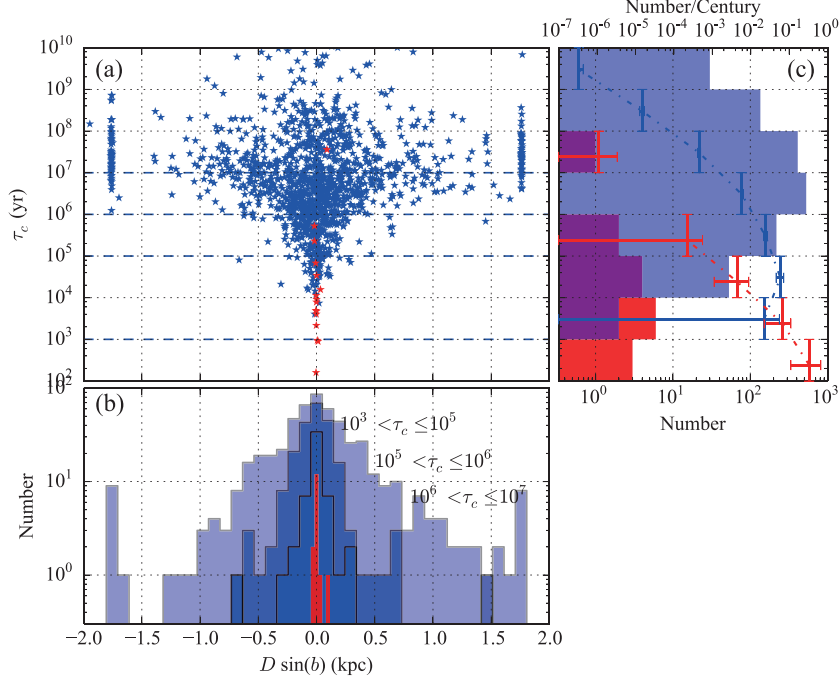 Number/Century
10^-7 10^-6 10^-5 10^-4 10^-3 10^-2 10^-1 10^0
(a)
(c)
10^10
10^9
10^8
10^7
10^6
10^5
10^4
10^3
10^2
τ_c (yr)
10^0 10^1 10^2 10^3
Number
(b)
10^3 < τ_c ≤ 10^5
10^5 < τ_c ≤ 10^6
10^6 < τ_c ≤ 10^7
10^1
10^0
Number
−2.0 −1.5 −1.0 −0.5 0.0 0.5 1.0 1.5 2.0
D sin(b) (kpc)